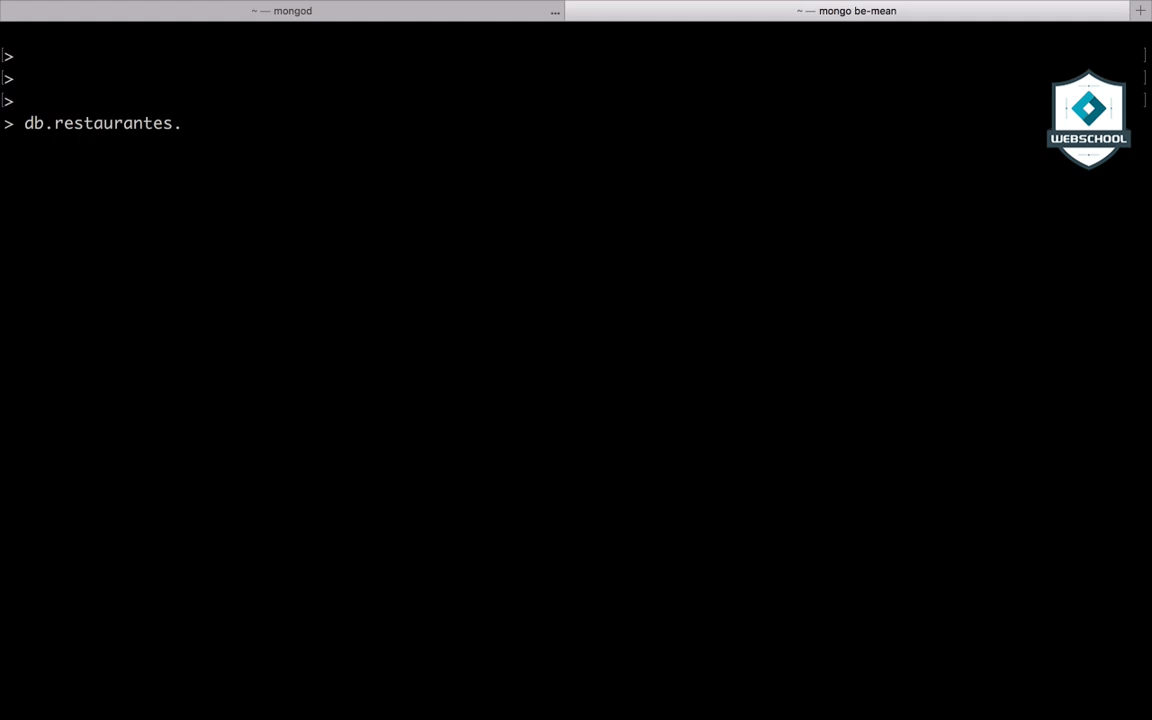 ~ — mongod ...
~ — mongo be-mean +
[> ]
[> ]
[> ]
> db.restaurantes.
WEBSCHOOL